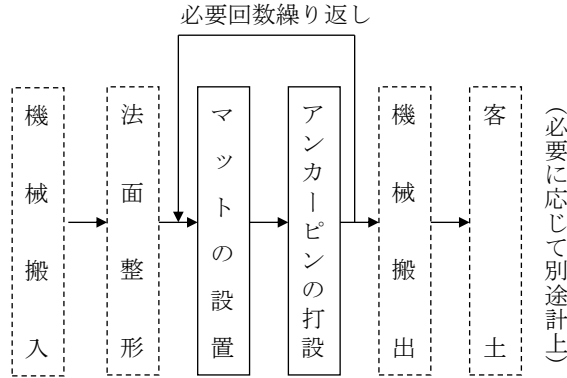 必要回数繰り返し
機械搬入
法面整形
マットの設置
アンカーピンの打設
機械搬出
客土
(必要に応じて別途計上)